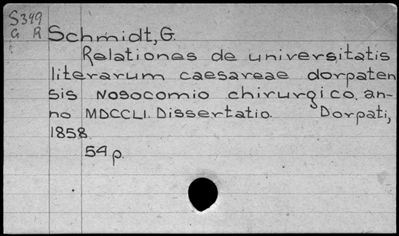 S349
G R
Schmidt, G.
Relationes de universitatis
literarum caesareae dorpaten
sis nosocomio chirurgico. an-
no MDCCLI. Dissertatio. Dorpati,
1858
54 p.